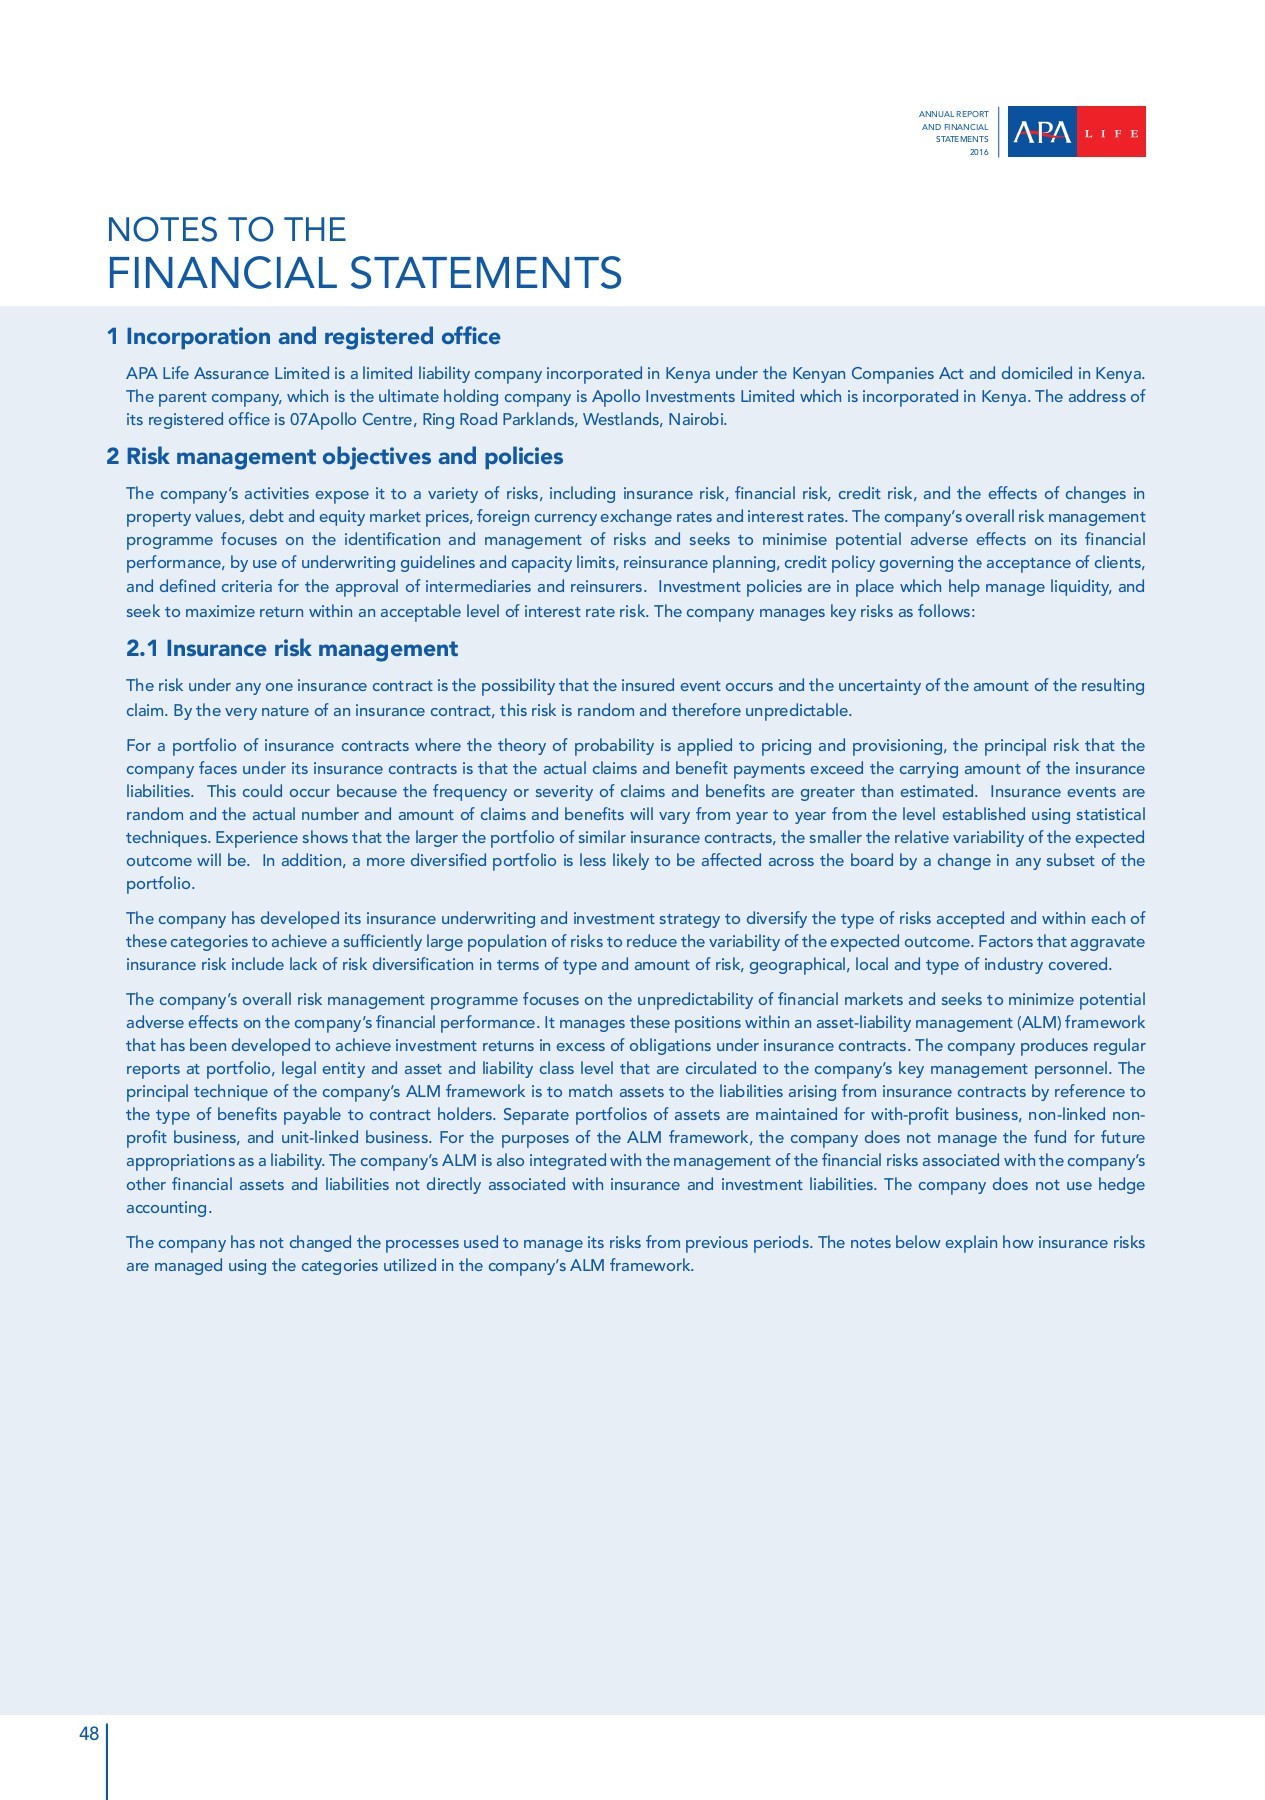 ANNUAL REPORT
AND FINANCIAL
STATEMENTS
2016
APA LIFE
NOTES TO THE
FINANCIAL STATEMENTS
1 Incorporation and registered office
APA Life Assurance Limited is a limited liability company incorporated in Kenya under the Kenyan Companies Act and domiciled in Kenya.
The parent company, which is the ultimate holding company is Apollo Investments Limited which is incorporated in Kenya. The address of
its registered office is 07Apollo Centre, Ring Road Parklands, Westlands, Nairobi.
2 Risk management objectives and policies
The company's activities expose it to a variety of risks, including insurance risk, financial risk, credit risk, and the effects of changes in
property values, debt and equity market prices, foreign currency exchange rates and interest rates. The company's overall risk management
programme focuses on the identification and management of risks and seeks to minimise potential adverse effects on its financial
performance, by use of underwriting guidelines and capacity limits, reinsurance planning, credit policy governing the acceptance of clients,
and defined criteria for the approval of intermediaries and reinsurers. Investment policies are in place which help manage liquidity, and
seek to maximize return within an acceptable level of interest rate risk. The company manages key risks as follows:
2.1 Insurance risk management
The risk under any one insurance contract is the possibility that the insured event occurs and the uncertainty of the amount of the resulting
claim. By the very nature of an insurance contract, this risk is random and therefore unpredictable.
For a portfolio of insurance contracts where the theory of probability is applied to pricing and provisioning, the principal risk that the
company faces under its insurance contracts is that the actual claims and benefit payments exceed the carrying amount of the insurance
liabilities. This could occur because the frequency or severity of claims and benefits are greater than estimated. Insurance events are
random and the actual number and amount of claims and benefits will vary from year to year from the level established using statistical
techniques. Experience shows that the larger the portfolio of similar insurance contracts, the smaller the relative variability of the expected
outcome will be. In addition, a more diversified portfolio is less likely to be affected across the board by a change in any subset of the
portfolio.
The company has developed its insurance underwriting and investment strategy to diversify the type of risks accepted and within each of
these categories to achieve a sufficiently large population of risks to reduce the variability of the expected outcome. Factors that aggravate
insurance risk include lack of risk diversification in terms of type and amount of risk, geographical, local and type of industry covered.
The company's overall risk management programme focuses on the unpredictability of financial markets and seeks to minimize potential
adverse effects on the company's financial performance. It manages these positions within an asset-liability management (ALM) framework
that has been developed to achieve investment returns in excess of obligations under insurance contracts. The company produces regular
reports at portfolio, legal entity and asset and liability class level that are circulated to the company's key management personnel. The
principal technique of the company's ALM framework is to match assets to the liabilities arising from insurance contracts by reference to
the type of benefits payable to contract holders. Separate portfolios of assets are maintained for with-profit business, non-linked non-
profit business, and unit-linked business. For the purposes of the ALM framework, the company does not manage the fund for future
appropriations as a liability. The company's ALM is also integrated with the management of the financial risks associated with the company's
other financial assets and liabilities not directly associated with insurance and investment liabilities. The company does not use hedge
accounting.
The company has not changed the processes used to manage its risks from previous periods. The notes below explain how insurance risks
are managed using the categories utilized in the company's ALM framework.
48